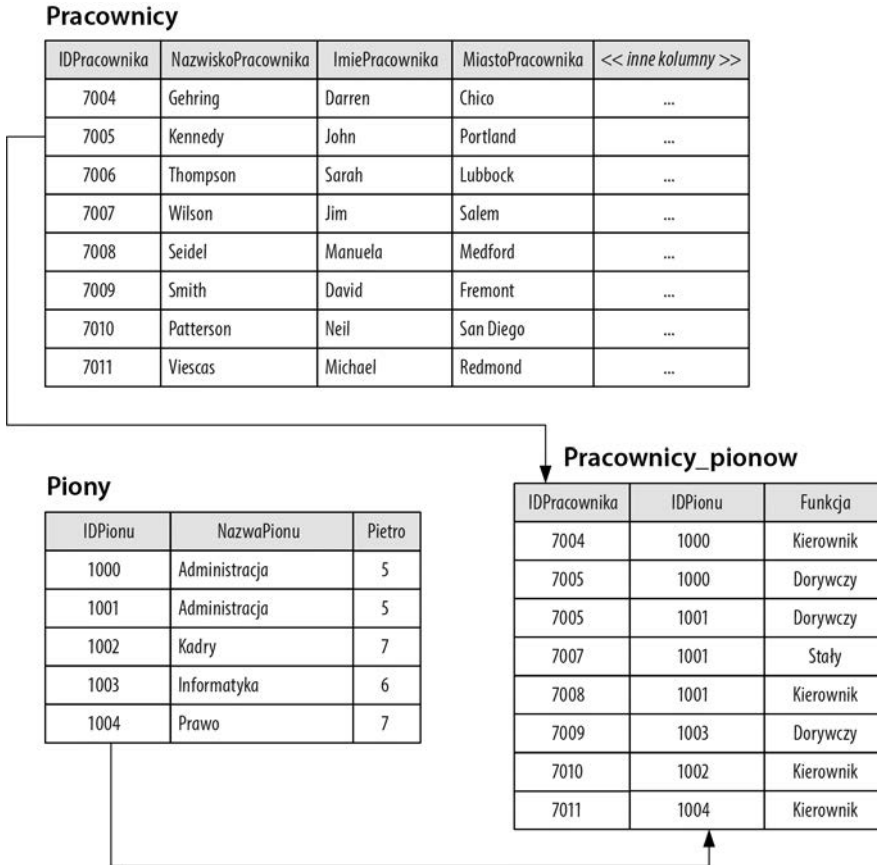 Pracownicy
IDPracownika NazwiskoPracownika ImiePracownika MiastoPracownika << inne kolumny >>
7004 Gehring Darren Chico ...
7005 Kennedy John Portland ...
7006 Thompson Sarah Lubbock ...
7007 Wilson Jim Salem ...
7008 Seidel Manuela Medford ...
7009 Smith David Fremont ...
7010 Patterson Neil San Diego ...
7011 Viescas Michael Redmond ...
Piony
IDPionu NazwaPionu Pietro
1000 Administracja 5
1001 Administracja 5
1002 Kadry 7
1003 Informatyka 6
1004 Prawo 7
Pracownicy_pionow
IDPracownika IDPionu Funkcja
7004 1000 Kierownik
7005 1000 Dorywczy
7005 1001 Dorywczy
7007 1001 Stały
7008 1001 Kierownik
7009 1003 Dorywczy
7010 1002 Kierownik
7011 1004 Kierownik